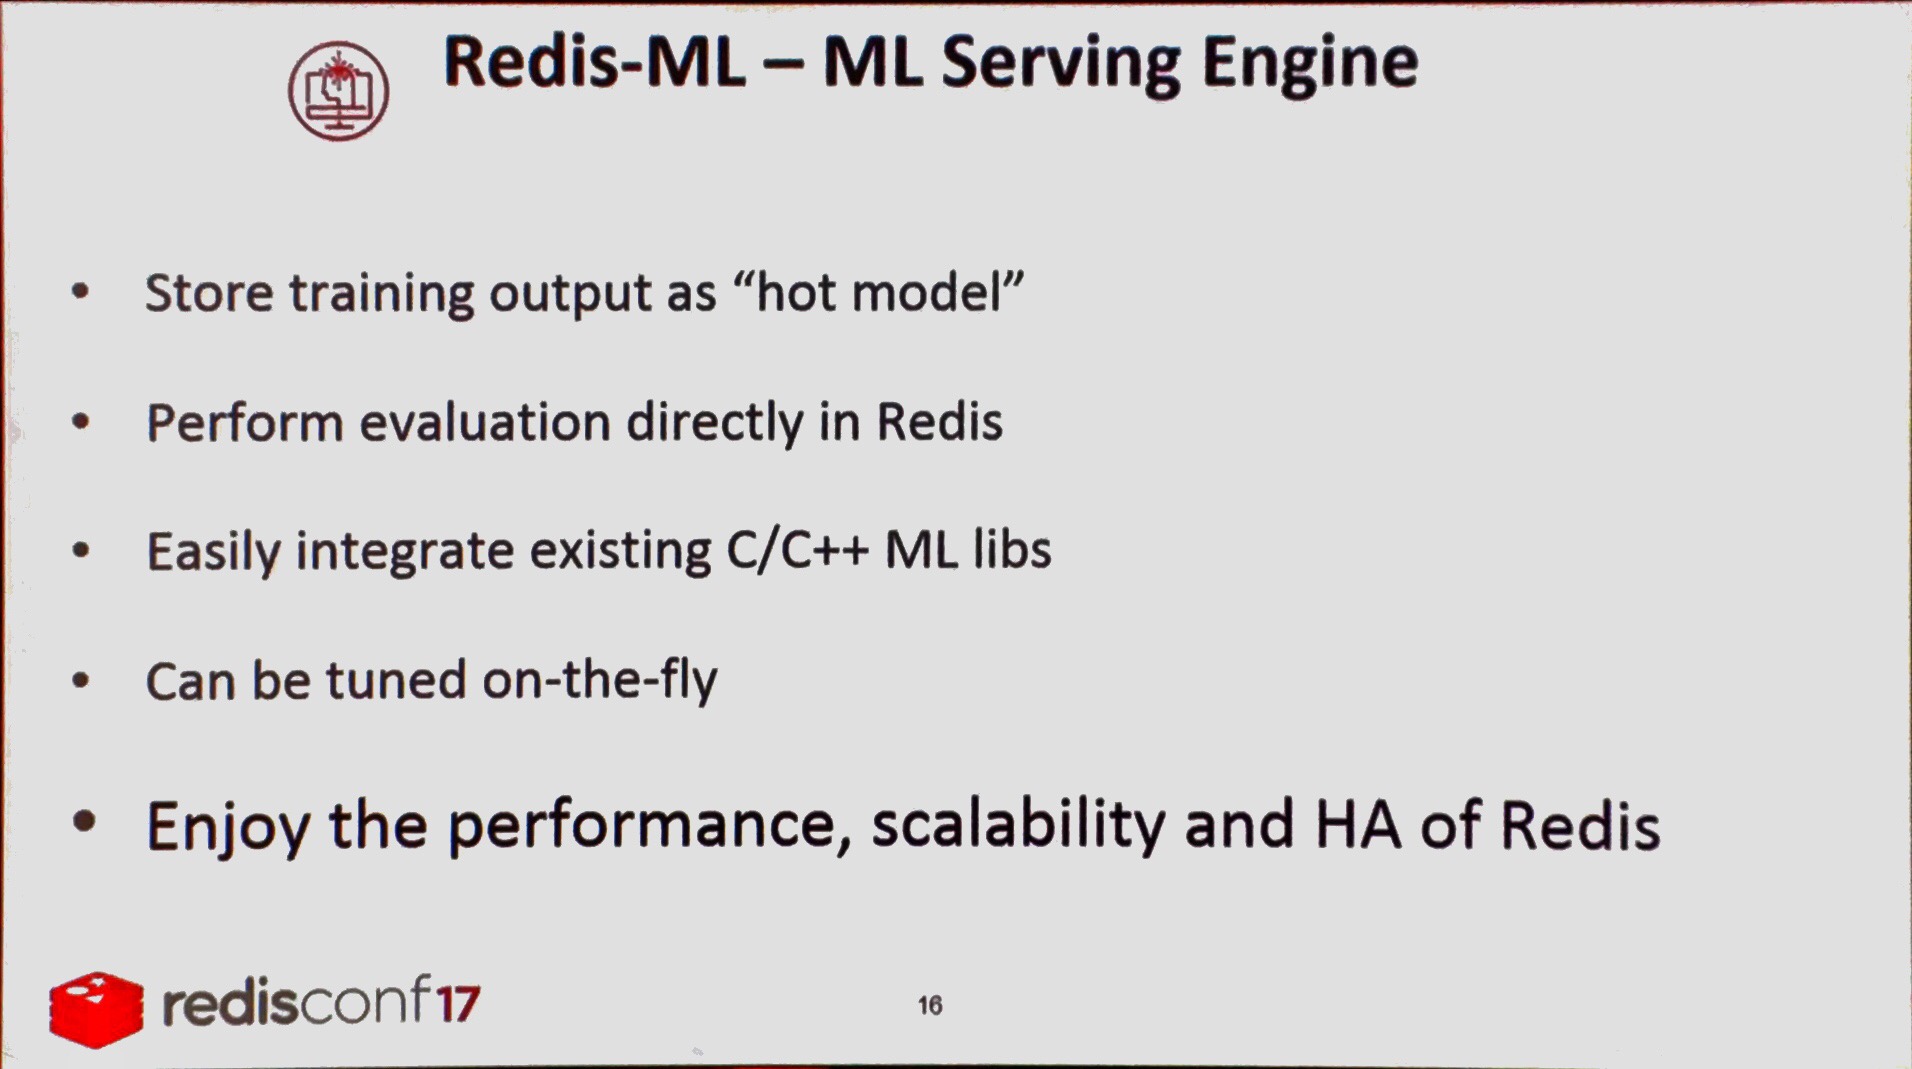 Redis-ML – ML Serving Engine
• Store training output as “hot model”
• Perform evaluation directly in Redis
• Easily integrate existing C/C++ ML libs
• Can be tuned on-the-fly
• Enjoy the performance, scalability and HA of Redis
redisconf17
16